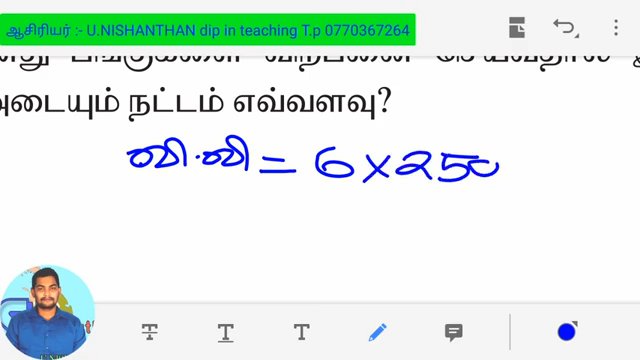 ஆசிரியர் :- U.NISHANTHAN dip in teaching T.p 0770367264
அடையும் நட்டம் எவ்வளவு?
வி.வி = 6 × 250